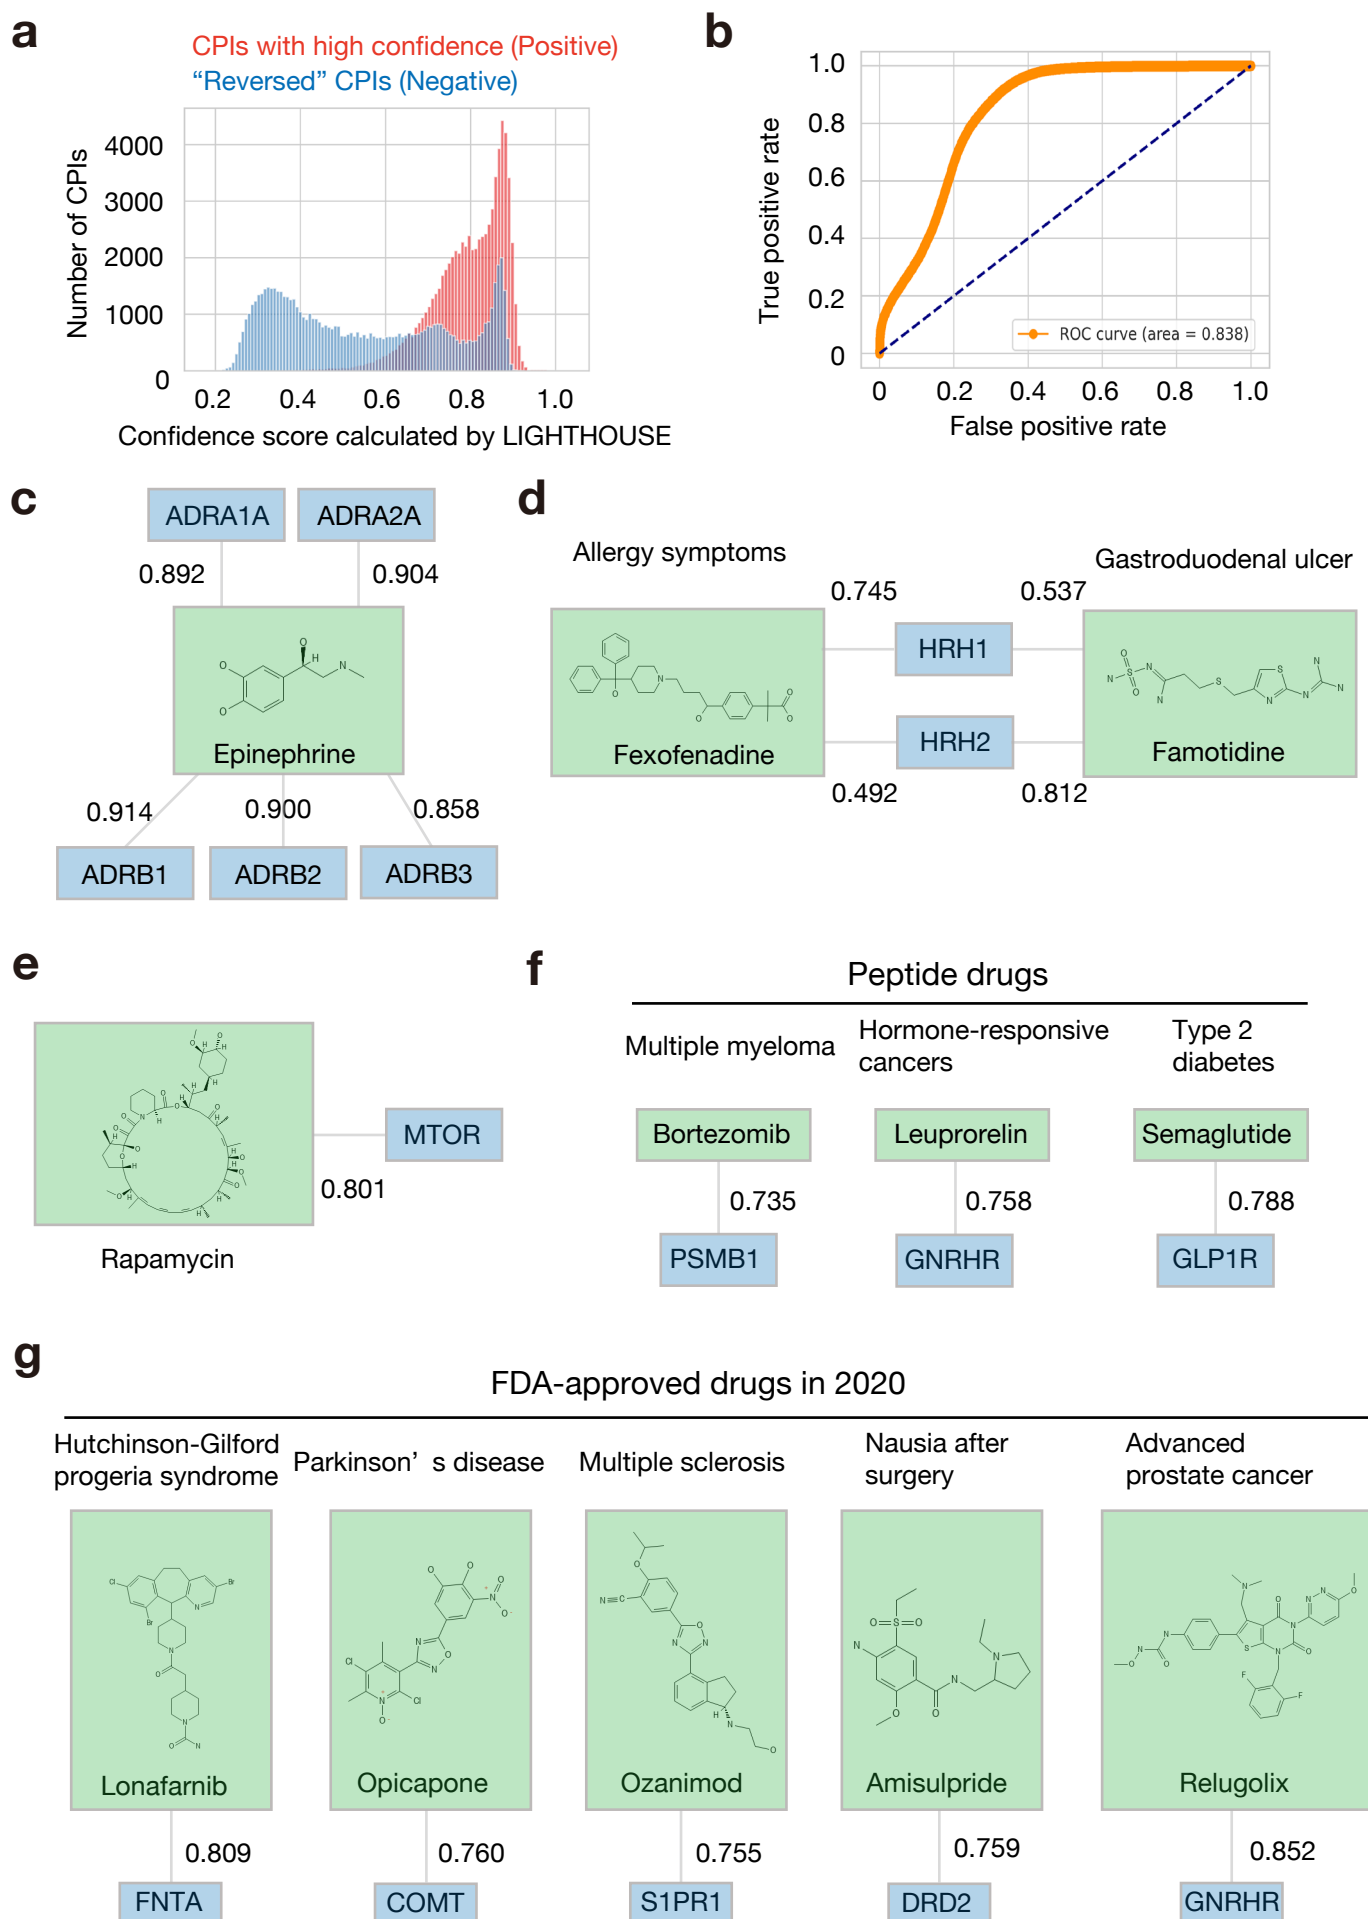 a
CPIs with high confidence (Positive)
“Reversed” CPIs (Negative)
Number of CPIs
4000
3000
2000
1000
0
0.2 0.4 0.6 0.8 1.0
Confidence score calculated by LIGHTHOUSE
b
True positive rate
1.0
0.8
0.6
0.4
0.2
0
ROC curve (area = 0.838)
0 0.2 0.4 0.6 0.8 1.0
False positive rate
c
ADRA1A ADRA2A
0.892 0.904
Epinephrine
0.914 0.900 0.858
ADRB1 ADRB2 ADRB3
d
Allergy symptoms
Gastroduodenal ulcer
0.745 0.537
HRH1
HRH2
Fexofenadine
Famotidine
0.492 0.812
e
MTOR
0.801
Rapamycin
f
Peptide drugs
Multiple myeloma
Hormone-responsive
cancers
Type 2
diabetes
Bortezomib Leuprorelin Semaglutide
0.735 0.758 0.788
PSMB1 GNRHR GLP1R
g
FDA-approved drugs in 2020
Hutchinson-Gilford
progeria syndrome
Parkinson’ s disease
Multiple sclerosis
Nausia after
surgery
Advanced
prostate cancer
Lonafarnib Opicapone Ozanimod Amisulpride Relugolix
0.809 0.760 0.755 0.759 0.852
FNTA COMT S1PR1 DRD2 GNRHR